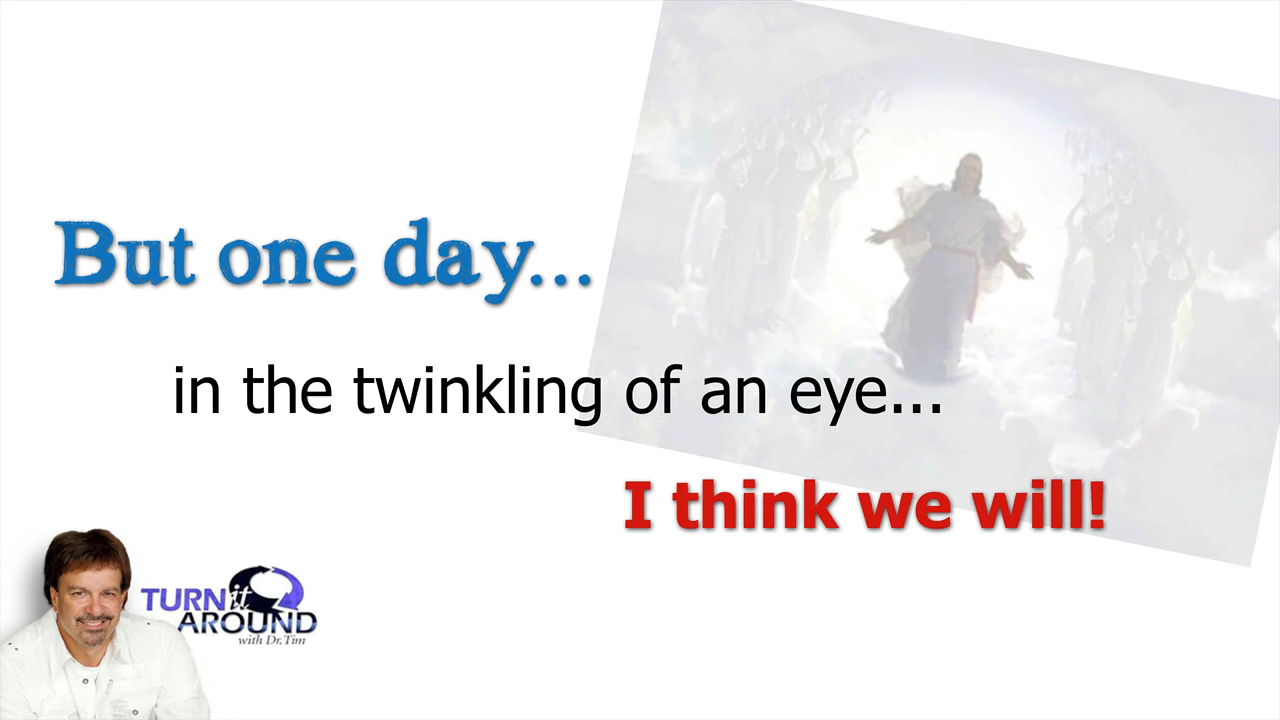 But one day...
in the twinkling of an eye...
I think we will!
TURN it
AROUND
with Dr. Tim